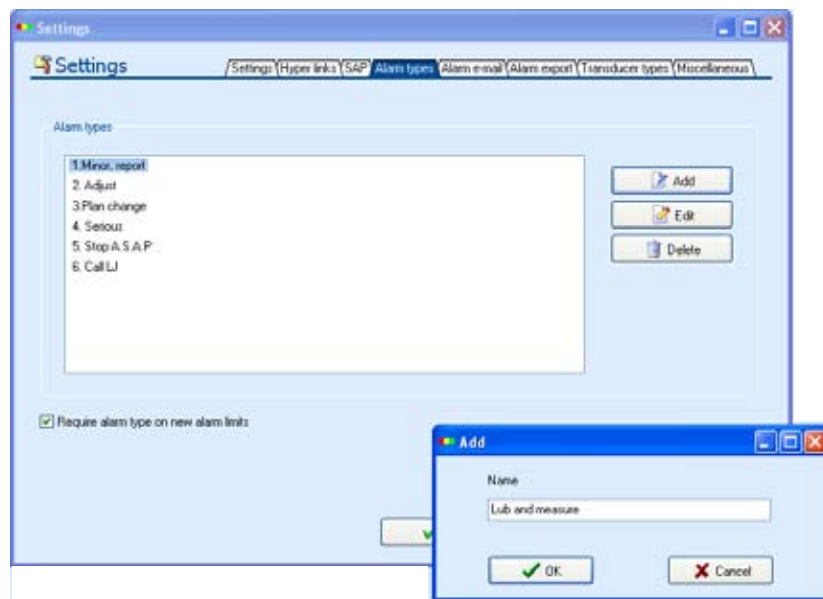 Settings
Settings
Settings Hyper links SAP Alarm types Alarm e-mail Alarm export Transducer types Miscellaneous
Alarm types
1.Minor, report
2. Adjust
3.Plan change
4. Serious
5. Stop A.S.A.P
6. Call LJ
Add
Edit
Delete
Require alarm type on new alarm limits
Add
Name
Lub and measure
OK
Cancel